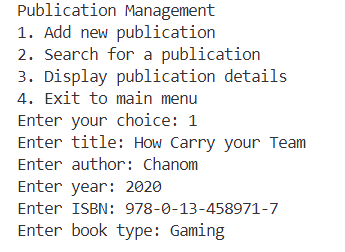 Publication Management
1. Add new publication
2. Search for a publication
3. Display publication details
4. Exit to main menu
Enter your choice: 1
Enter title: How Carry your Team
Enter author: Chanom
Enter year: 2020
Enter ISBN: 978-0-13-458971-7
Enter book type: Gaming